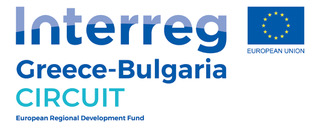 Interreg
EUROPEAN UNION
Greece-Bulgaria
CIRCUIT
European Regional Development Fund